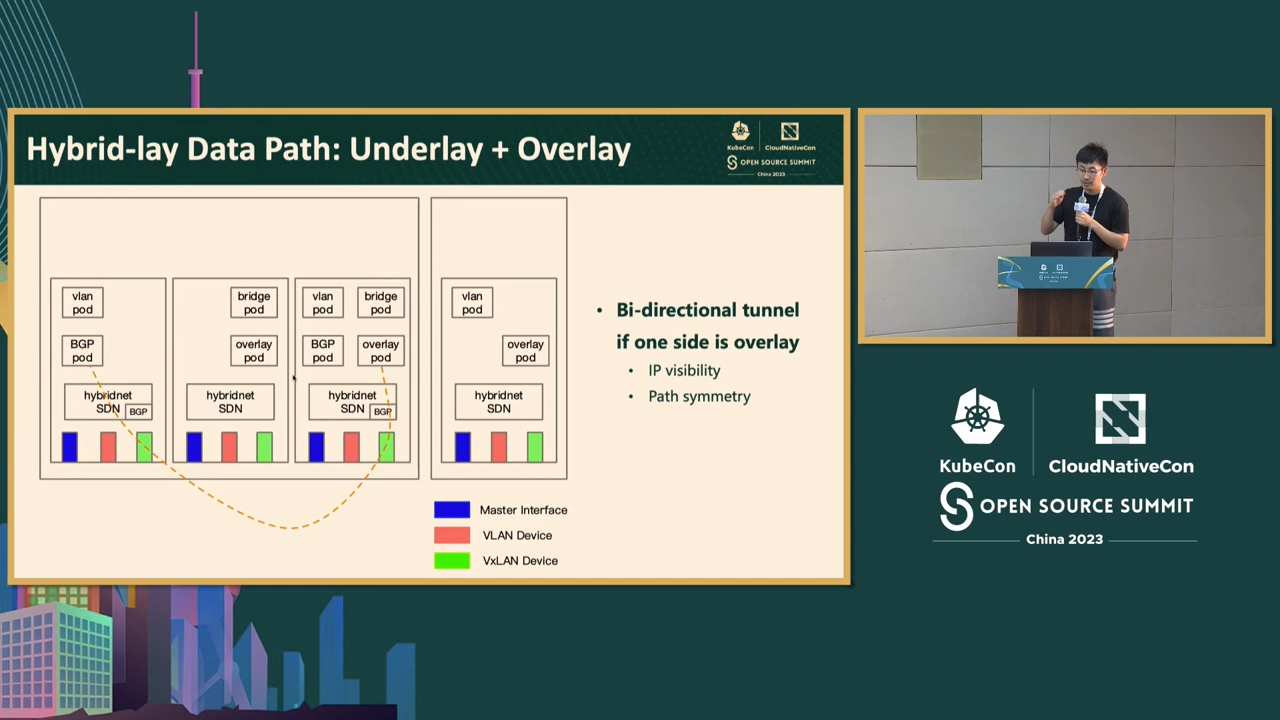 Hybrid-lay Data Path: Underlay + Overlay
KubeCon
CloudNativeCon
OPEN SOURCE SUMMIT
China 2023
vlan
pod
BGP
pod
hybridnet
SDN
BGP
bridge
pod
overlay
pod
hybridnet
SDN
vlan
pod
bridge
pod
BGP
pod
overlay
pod
hybridnet
SDN
BGP
vlan
pod
overlay
pod
hybridnet
SDN
Master Interface
VLAN Device
VxLAN Device
• Bi-directional tunnel
if one side is overlay
• IP visibility
• Path symmetry
KubeCon
CloudNativeCon
OPEN SOURCE SUMMIT
China 2023